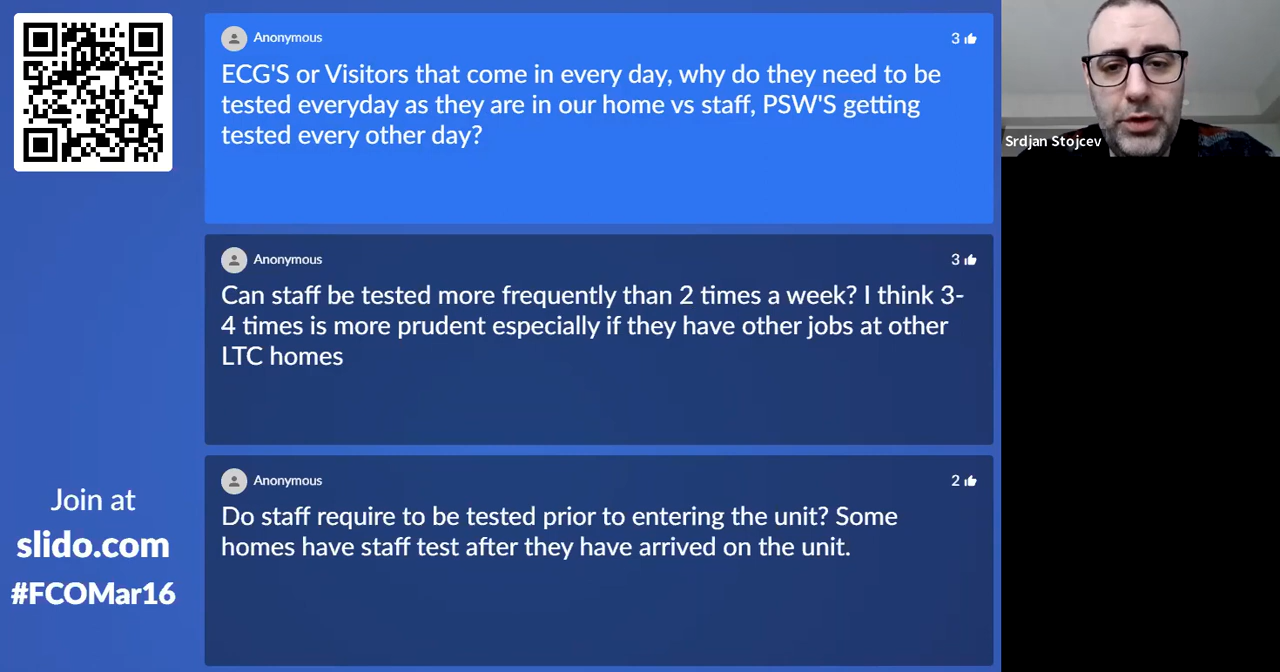 Anonymous
3
ECG'S or Visitors that come in every day, why do they need to be
tested everyday as they are in our home vs staff, PSW'S getting
tested every other day?
Anonymous
3
Can staff be tested more frequently than 2 times a week? I think 3-
4 times is more prudent especially if they have other jobs at other
LTC homes
Anonymous
2
Do staff require to be tested prior to entering the unit? Some
homes have staff test after they have arrived on the unit.
Join at
slido.com
#FCOMar16
Srdjan Stojcev